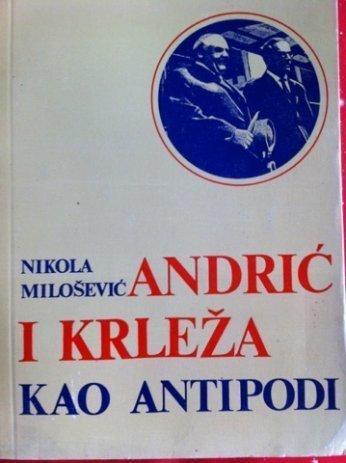 NIKOLA
MILOŠEVIĆ ANDRIĆ
I KRLEŽA
KAO ANTIPODI